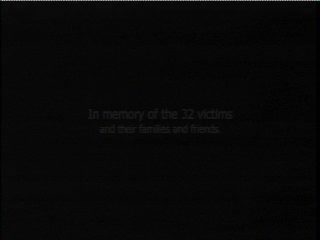 In memory of the 32 victims
and their families and friends.